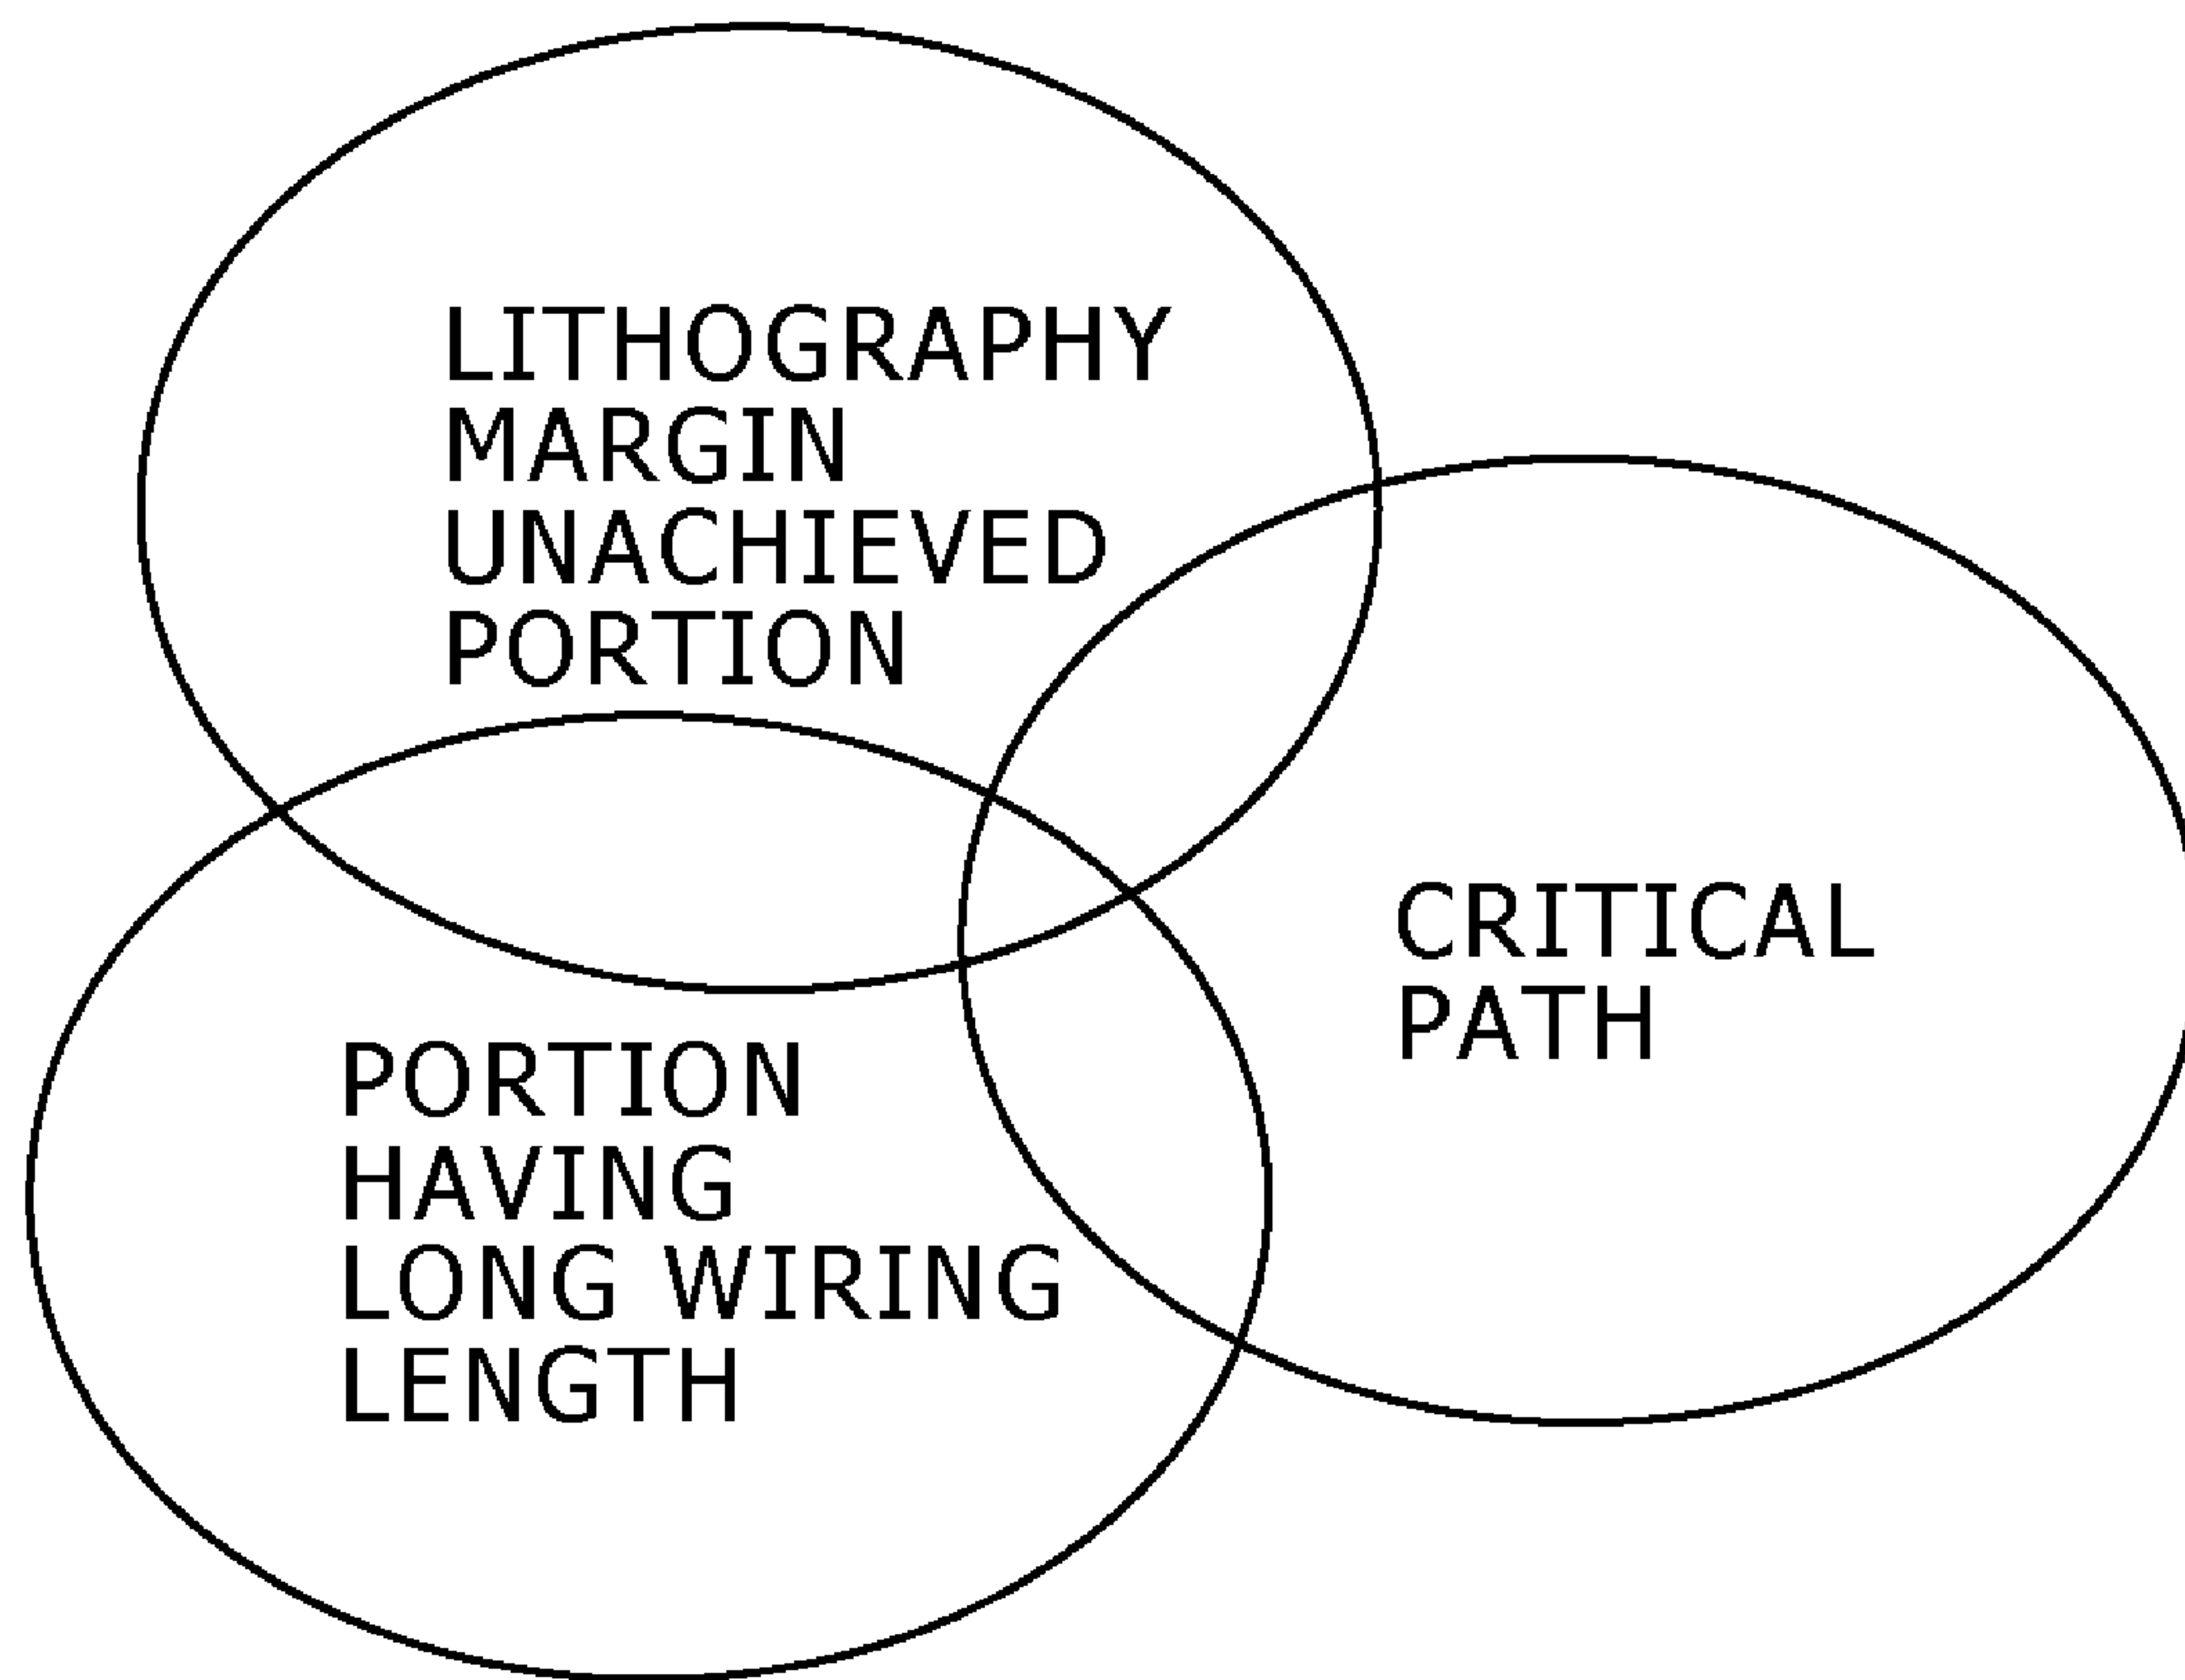 LITHOGRAPHY
MARGIN
UNACHIEVED
PORTION
CRITICAL
PATH
PORTION
HAVING
LONG WIRING
LENGTH